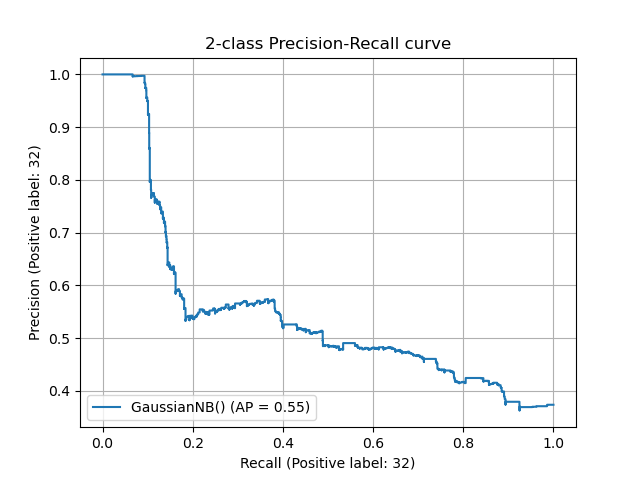 2-class Precision-Recall curve
1.0
0.9
0.8
0.7
0.6
0.5
0.4
Precision (Positive label: 32)
GaussianNB() (AP = 0.55)
0.0 0.2 0.4 0.6 0.8 1.0
Recall (Positive label: 32)